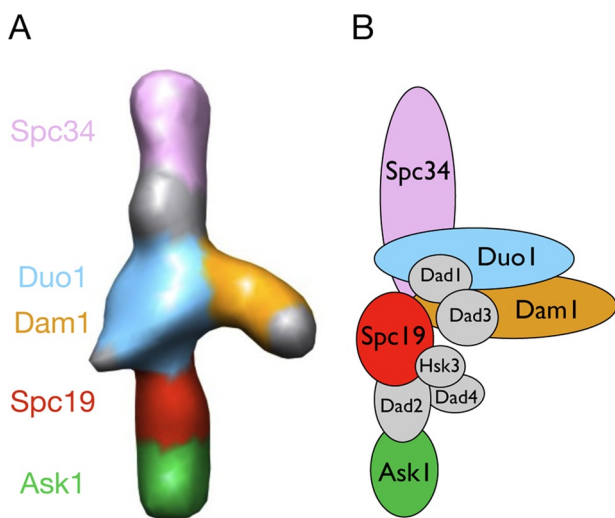 A
B
Spc34
Duo1
Dam1
Spc19
Ask1
Spc34
Duo1
Dad1
Dam1
Dad3
Spc19
Hsk3
Dad4
Dad2
Ask1